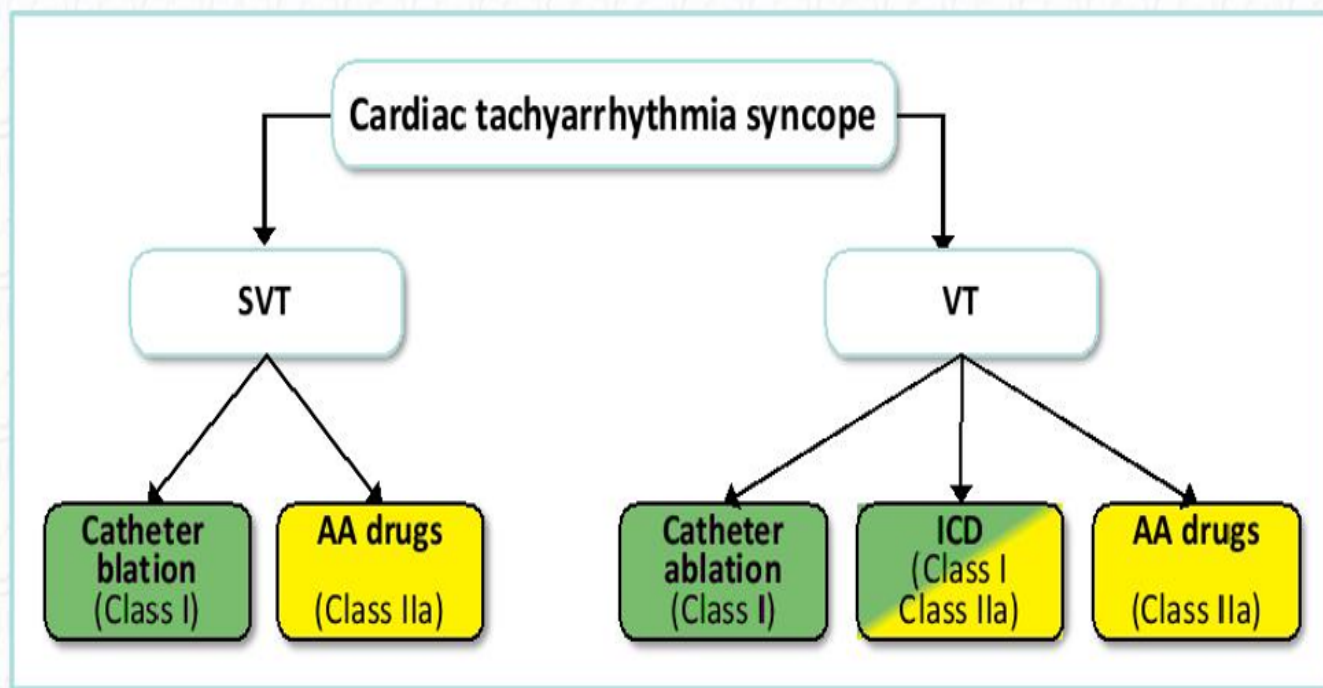 Cardiac tachyarrhythmia syncope
SVT
VT
Catheter
blation
(Class I)
AA drugs
(Class IIa)
Catheter
ablation
(Class I)
ICD
(Class I
Class IIa)
AA drugs
(Class IIa)